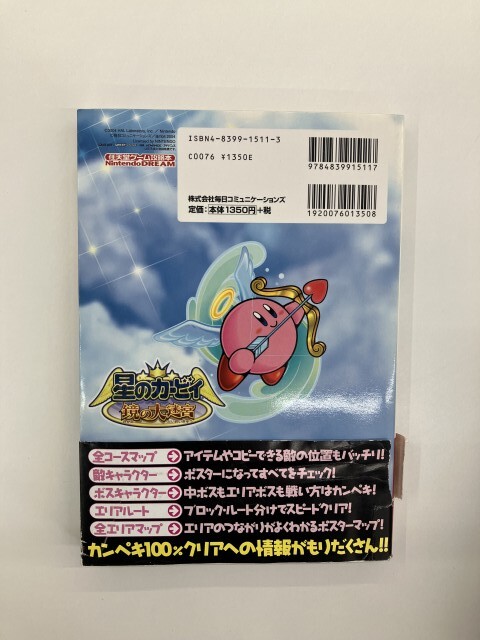 ISBN4-8399-1511-3
C0076 ¥1350E
9784839915117
株式会社毎日コミュニケーションズ
定価：本体1350円+税
1920076013508
任天堂ゲーム攻略本
Nintendo DREAM
星のカービィ
鏡の大迷宮
全コースマップ
アイテムやコピーできる敵の位置もバッチリ！
敵キャラクター
ポスターになってすべてをチェック！
ボスキャラクター
中ボスもエリアボスも戦い方はカンペキ！
エリアルート
ブロック・ルート分けでスピードクリア！
全エリアマップ
エリアのつながりがよくわかるポスターマップ！
カンペキ100%クリアへの情報がもりだくさん!!